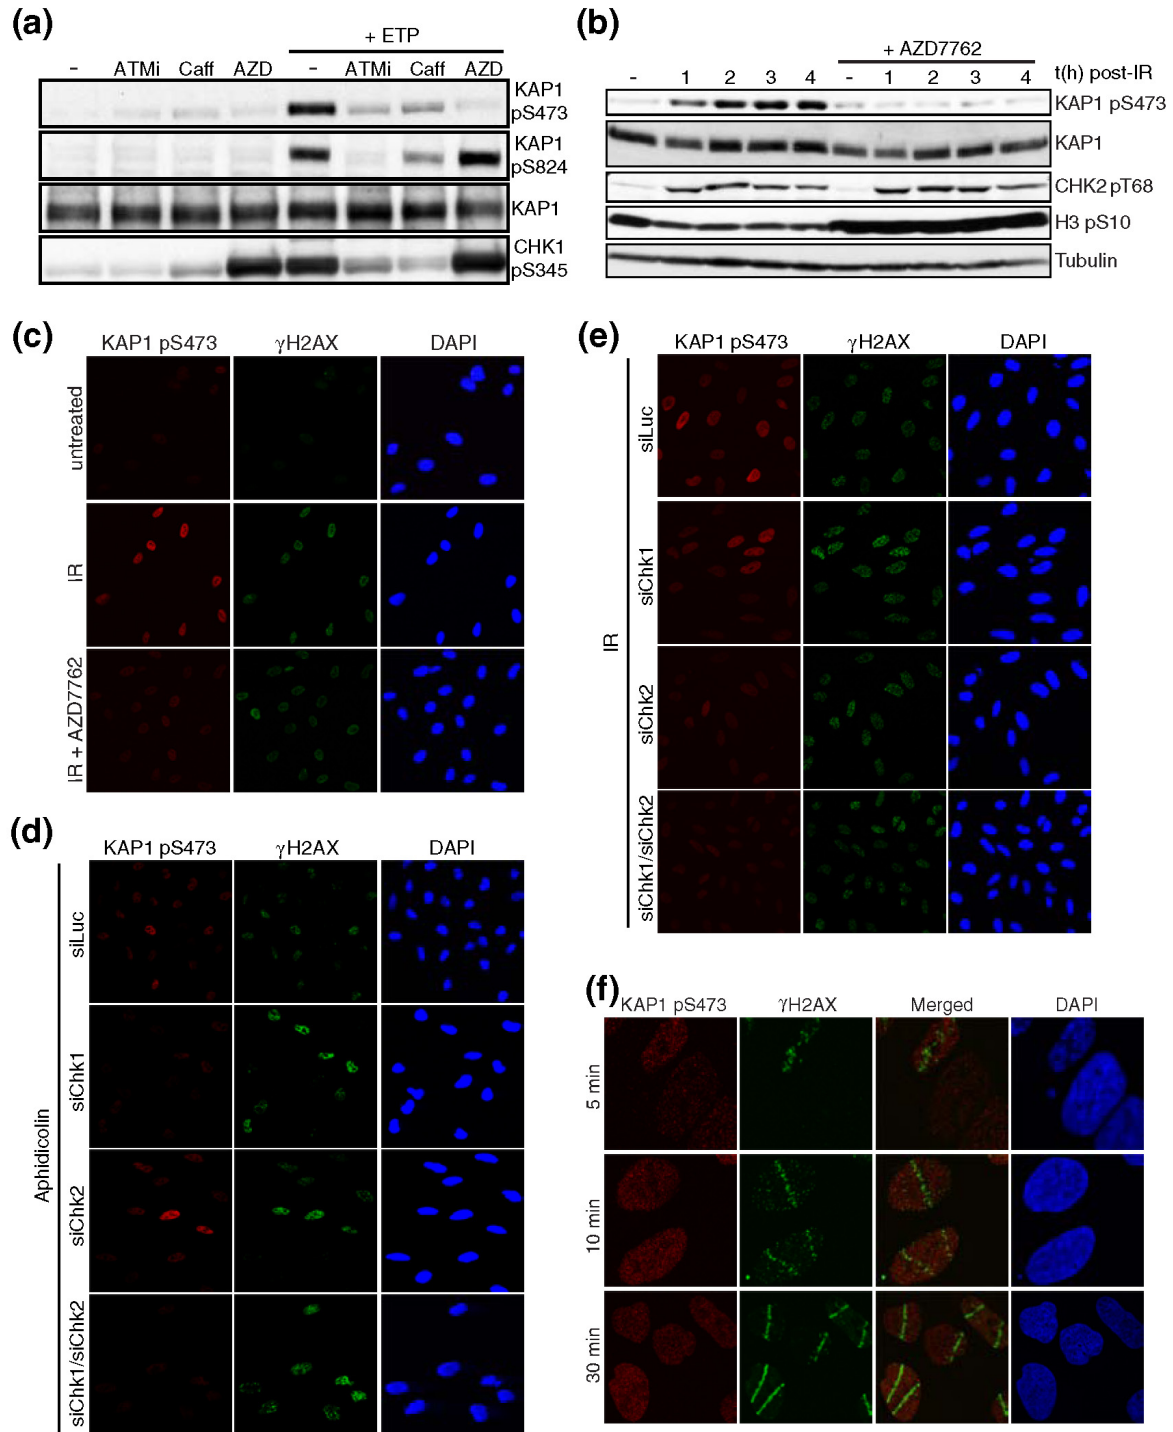 (a)
+ ETP
- ATMi Caff AZD - ATMi Caff AZD
KAP1
pS473
KAP1
pS824
KAP1
CHK1
pS345
(b)
+ AZD7762
- 1 2 3 4 - 1 2 3 4 t(h) post-IR
KAP1 pS473
KAP1
CHK2 pT68
H3 pS10
Tubulin
(c)
KAP1 pS473 γH2AX DAPI
untreated
IR
IR + AZD7762
(d)
KAP1 pS473 γH2AX DAPI
Aphidicolin
siLuc
siChk1
siChk2
siChk1/siChk2
(e)
KAP1 pS473 γH2AX DAPI
IR
siLuc
siChk1
siChk2
siChk1/siChk2
(f)
KAP1 pS473 γH2AX Merged DAPI
5 min
10 min
30 min